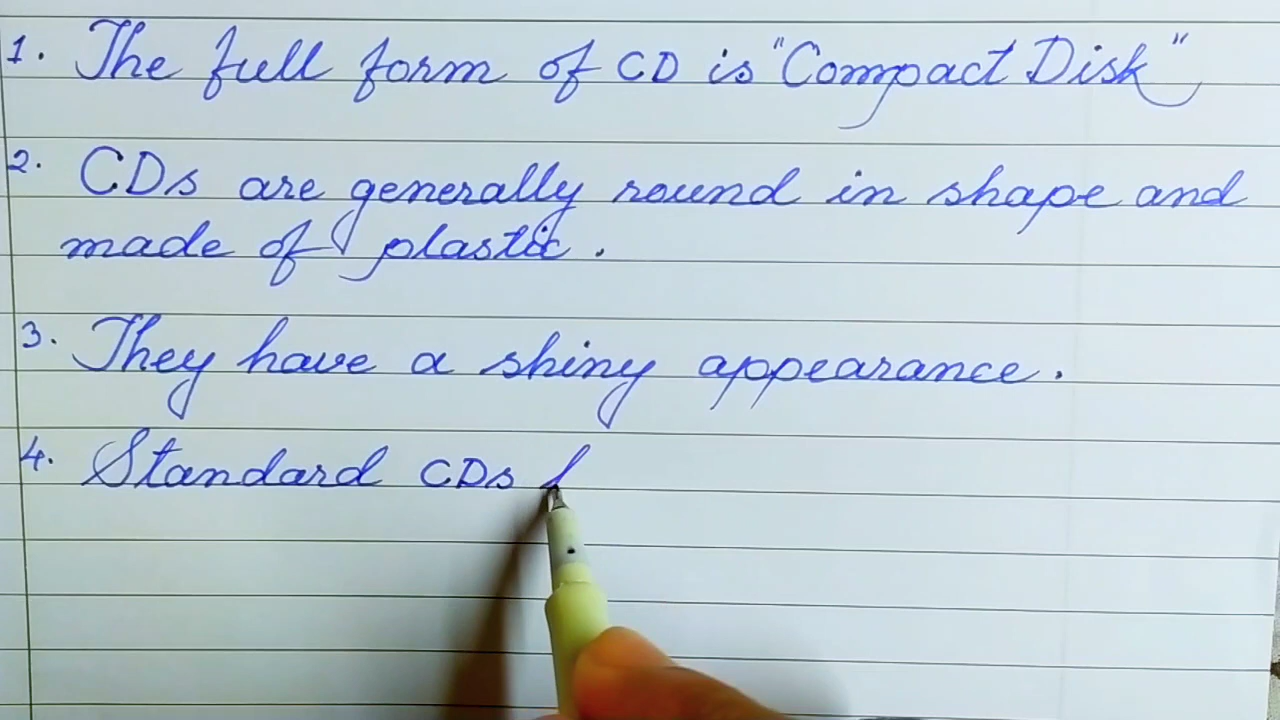 1. The full form of CD is "Compact Disk"
2. CDs are generally round in shape and
made of plastic.
3. They have a shiny appearance.
4. Standard CDs